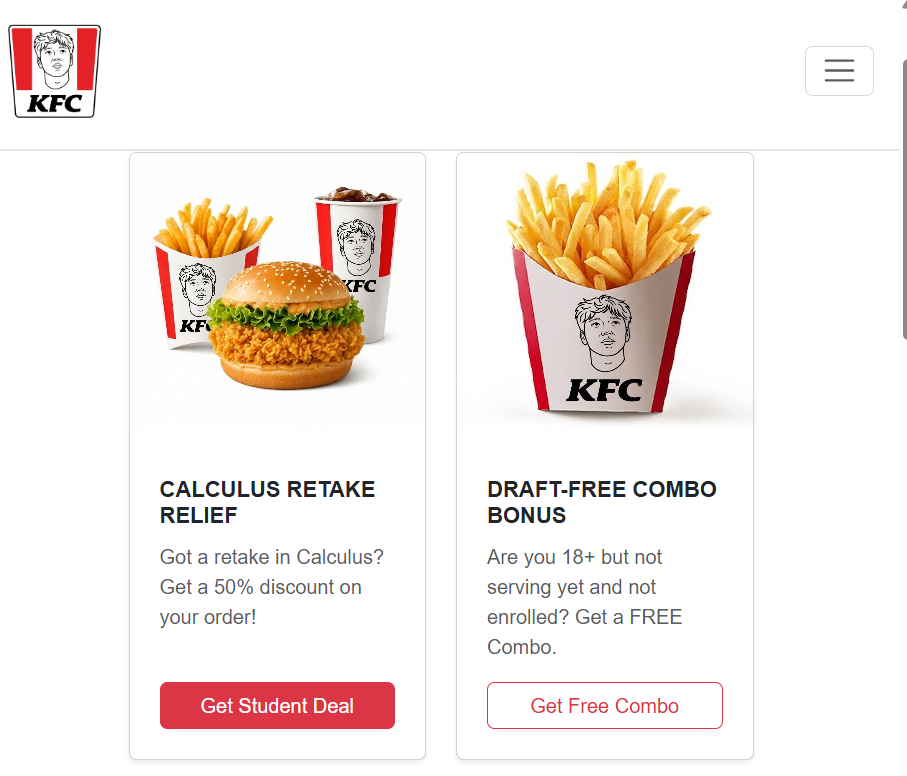 KFC
KFC
KFC
KFC
CALCULUS RETAKE
RELIEF
Got a retake in Calculus?
Get a 50% discount on
your order!
Get Student Deal
DRAFT-FREE COMBO
BONUS
Are you 18+ but not
serving yet and not
enrolled? Get a FREE
Combo.
Get Free Combo